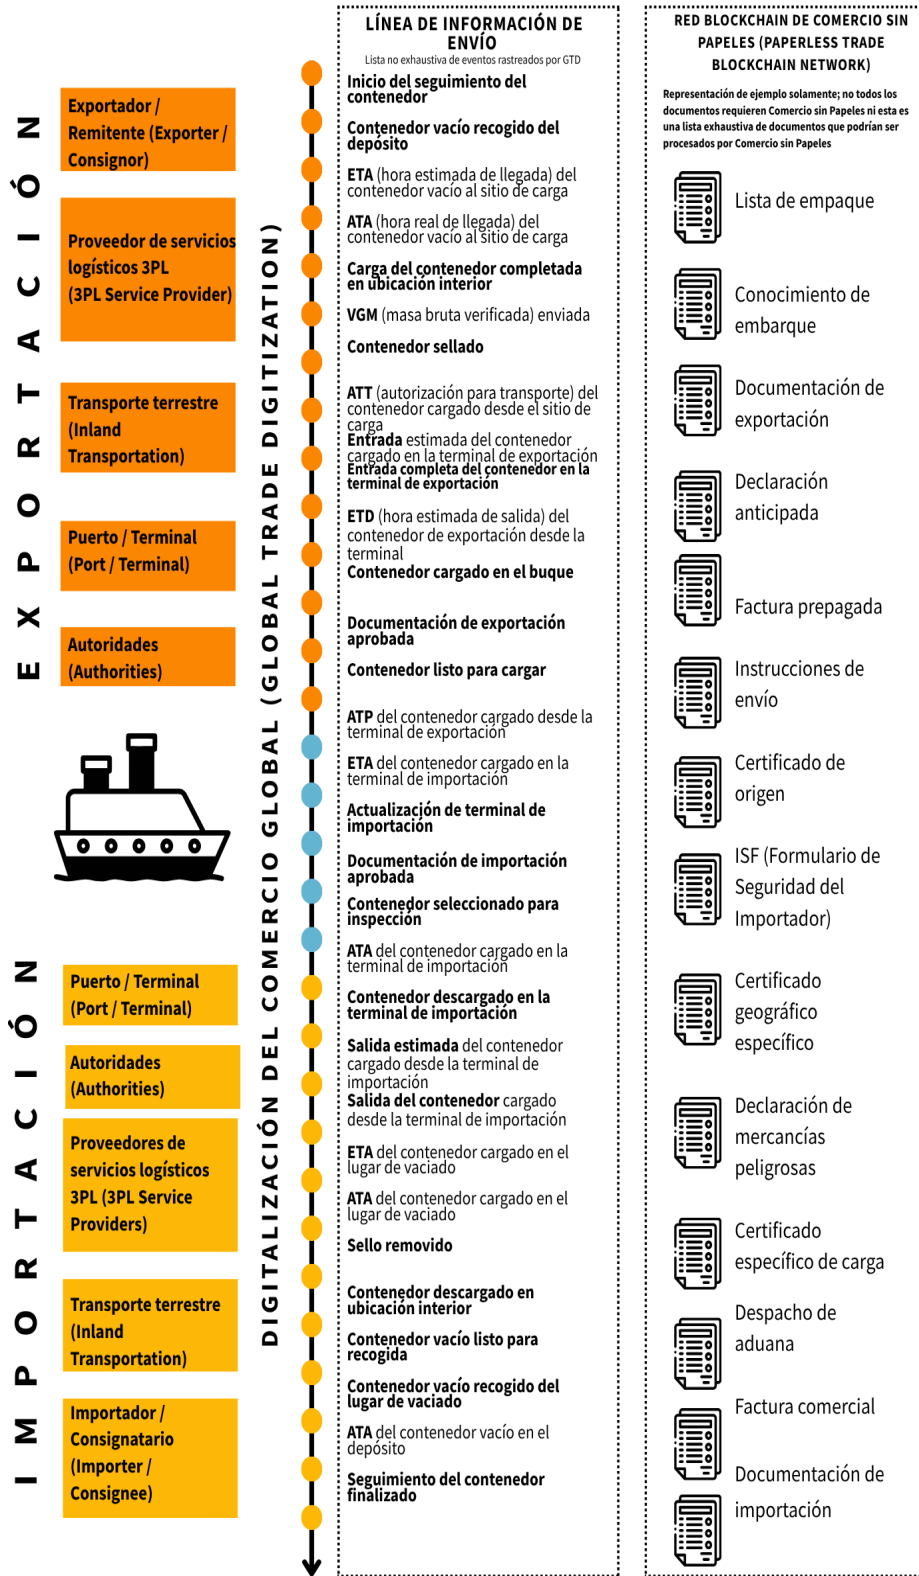 EXPORTACIÓN
Exportador /
Remitente (Exporter /
Consignor)
Proveedor de servicios
logísticos 3PL
(3PL Service Provider)
Transporte terrestre
(Inland
Transportation)
Puerto / Terminal
(Port / Terminal)
Autoridades
(Authorities)
IMPORTACIÓN
Puerto / Terminal
(Port / Terminal)
Autoridades
(Authorities)
Proveedores de
servicios logísticos
3PL (3PL Service
Providers)
Transporte terrestre
(Inland
Transportation)
Importador /
Consignatario
(Importer /
Consignee)
DIGITALIZACIÓN DEL COMERCIO GLOBAL (GLOBAL TRADE DIGITIZATION)
LÍNEA DE INFORMACIÓN DE
ENVÍO
Lista no exhaustiva de eventos rastreados por GTD
Inicio del seguimiento del
contenedor
Contenedor vacío recogido del
depósito
ETA (hora estimada de llegada) del
contenedor vacío al sitio de carga
ATA (hora real de llegada) del
contenedor vacío al sitio de carga
Carga del contenedor completada
en ubicación interior
VGM (masa bruta verificada) enviada
Contenedor sellado
ATT (autorización para transporte) del
contenedor cargado desde el sitio de
carga
Entrada estimada del contenedor
cargado en la terminal de exportación
Entrada completa del contenedor en la
terminal de exportación
ETD (hora estimada de salida) del
contenedor de exportación desde la
terminal
Contenedor cargado en el buque
Documentación de exportación
aprobada
Contenedor listo para cargar
ATP del contenedor cargado desde la
terminal de exportación
ETA del contenedor cargado en la
terminal de importación
Actualización de terminal de
importación
Documentación de importación
aprobada
Contenedor seleccionado para
inspección
ATA del contenedor cargado en la
terminal de importación
Contenedor descargado en la
terminal de importación
Salida estimada del contenedor
cargado desde la terminal de
importación
Salida del contenedor cargado
desde la terminal de importación
ETA del contenedor cargado en el
lugar de vaciado
ATA del contenedor cargado en el
lugar de vaciado
Sello removido
Contenedor descargado en
ubicación interior
Contenedor vacío listo para
recogida
Contenedor vacío recogido del
lugar de vaciado
ATA del contenedor vacío en el
depósito
Seguimiento del contenedor
finalizado
RED BLOCKCHAIN DE COMERCIO SIN
PAPELES (PAPERLESS TRADE
BLOCKCHAIN NETWORK)
Representación de ejemplo solamente; no todos los
documentos requieren Comercio sin Papeles ni esta es
una lista exhaustiva de documentos que podrían ser
procesados por Comercio sin Papeles
Lista de empaque
Conocimiento de
embarque
Documentación de
exportación
Declaración
anticipada
Factura prepagada
Instrucciones de
envío
Certificado de
origen
ISF (Formulario de
Seguridad del
Importador)
Certificado
geográfico
específico
Declaración de
mercancías
peligrosas
Certificado
específico de carga
Despacho de
aduana
Factura comercial
Documentación de
importación